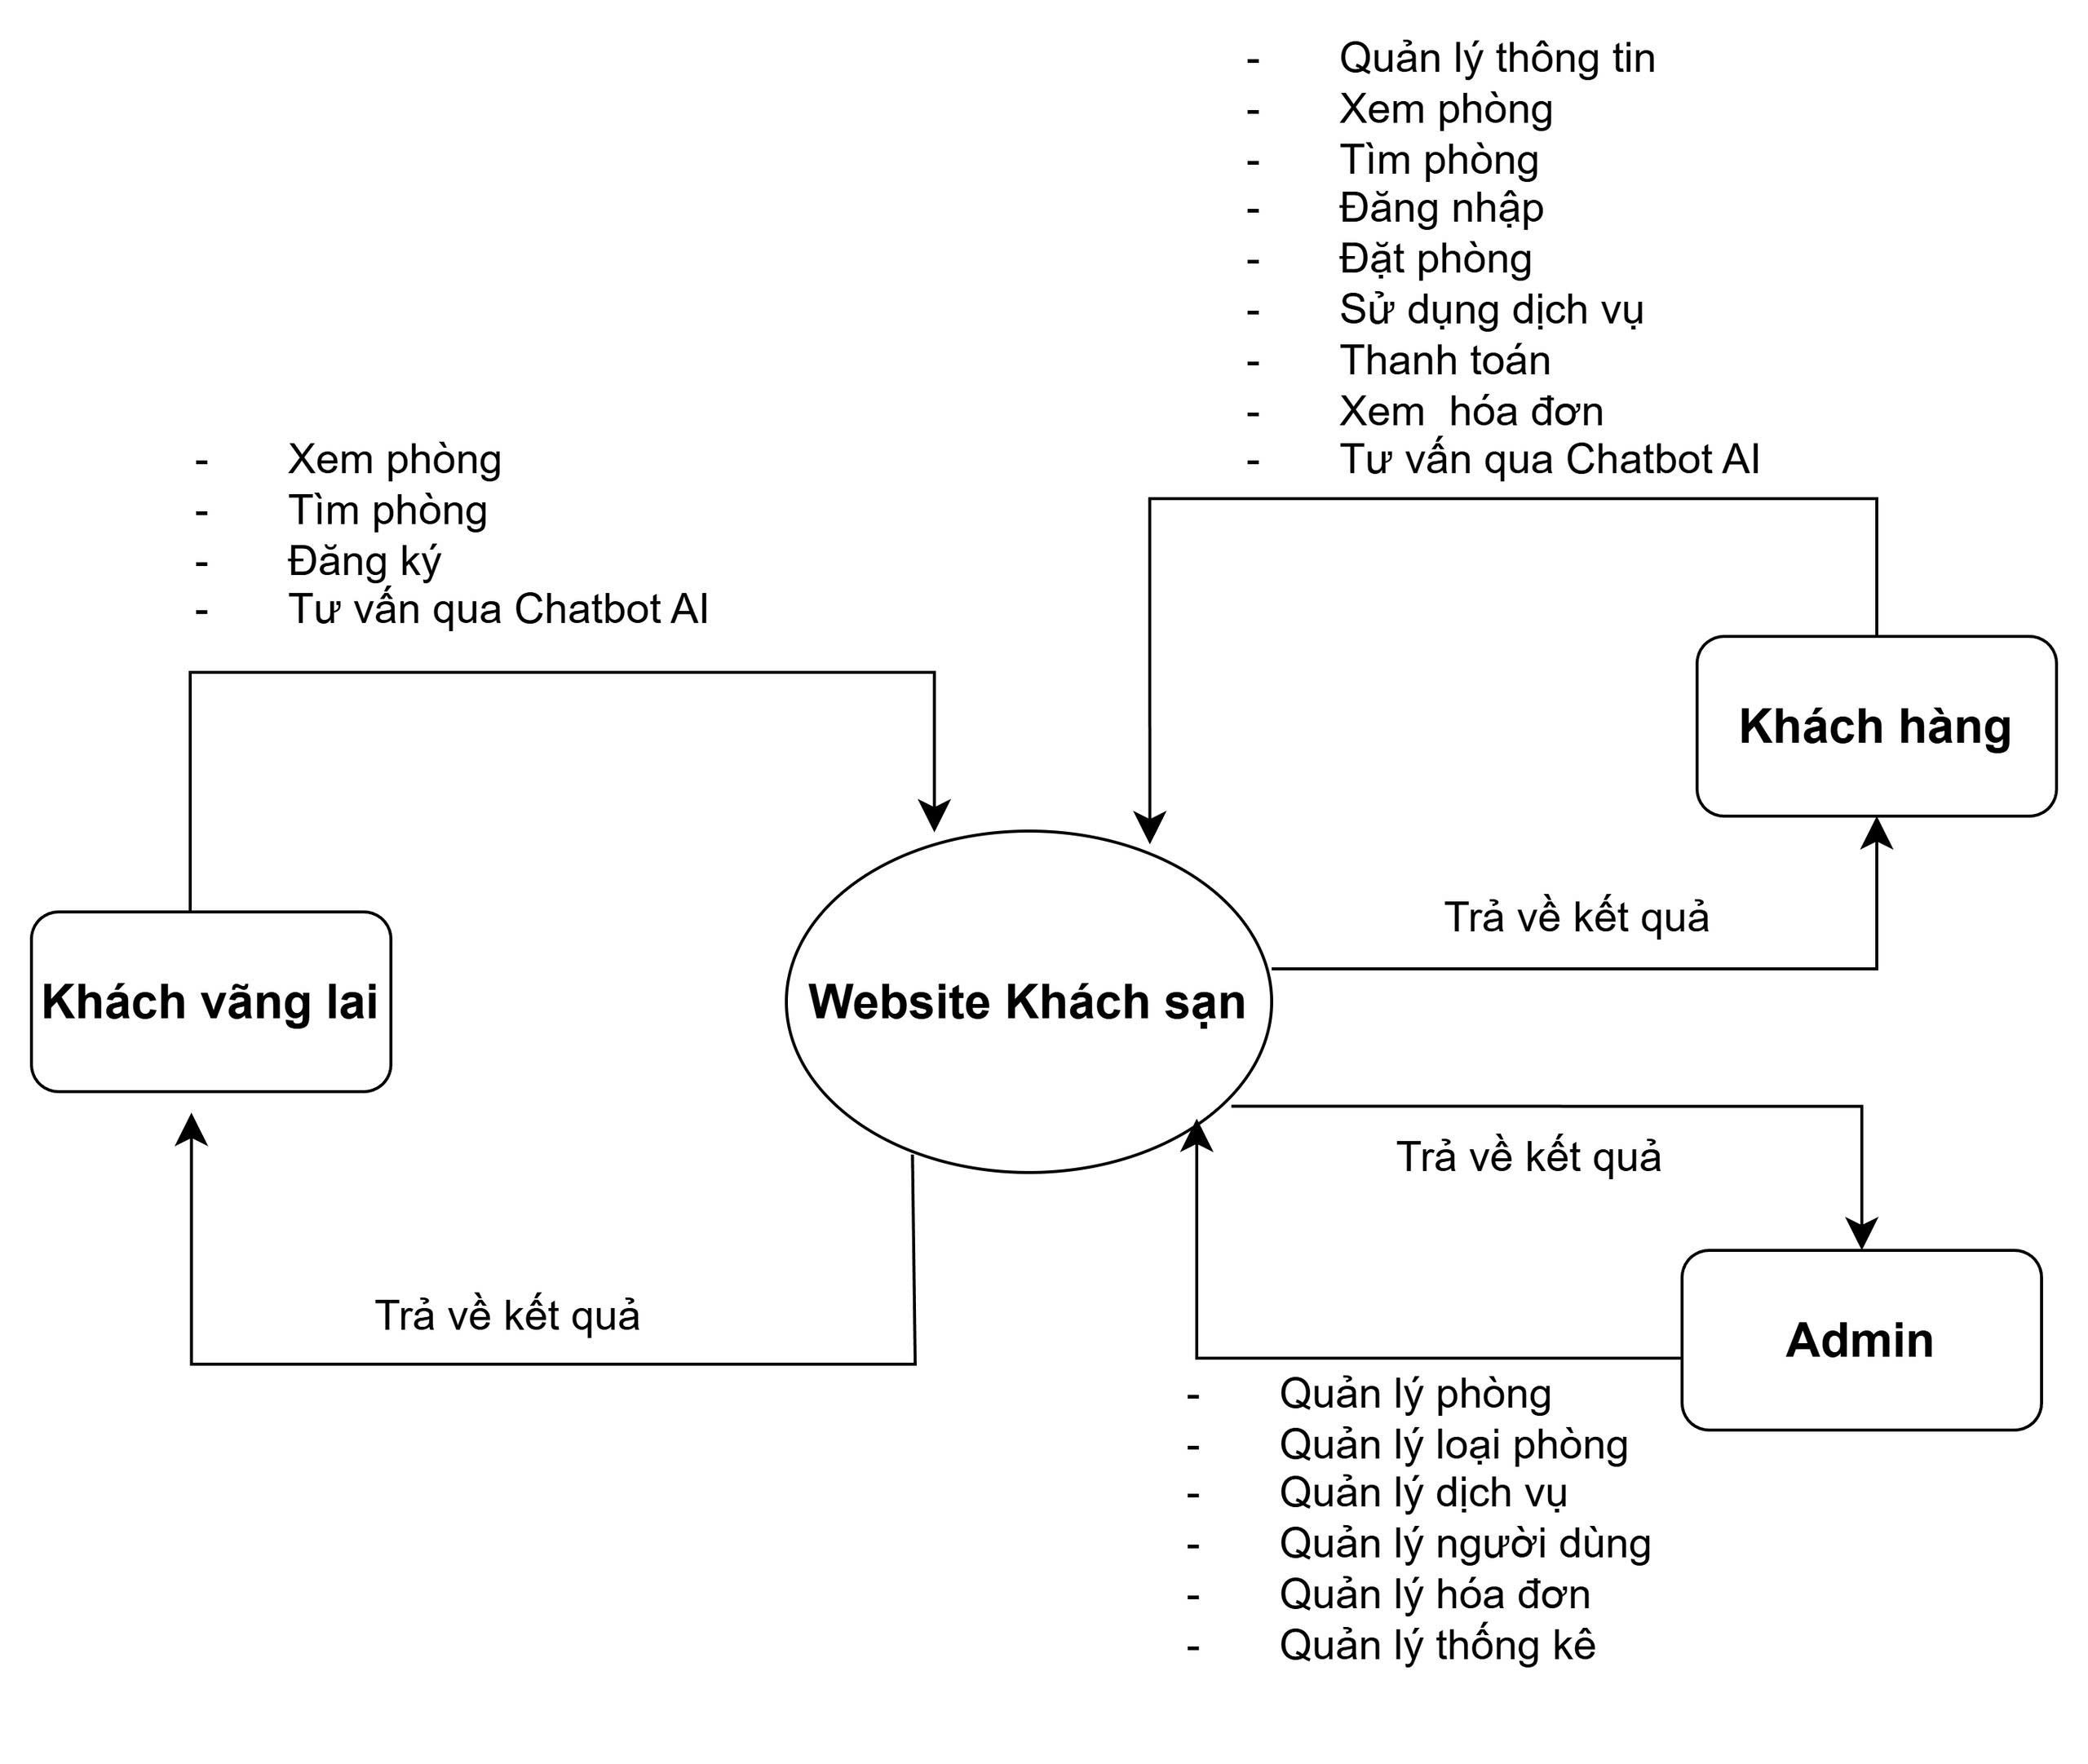 - Quản lý thông tin
- Xem phòng
- Tìm phòng
- Đăng nhập
- Đặt phòng
- Sử dụng dịch vụ
- Thanh toán
- Xem  hóa đơn
- Tư vấn qua Chatbot AI
- Xem phòng
- Tìm phòng
- Đăng ký
- Tư vấn qua Chatbot AI
Khách hàng
Trả về kết quả
Khách vãng lai
Website Khách sạn
Trả về kết quả
Trả về kết quả
Admin
- Quản lý phòng
- Quản lý loại phòng
- Quản lý dịch vụ
- Quản lý người dùng
- Quản lý hóa đơn
- Quản lý thống kê